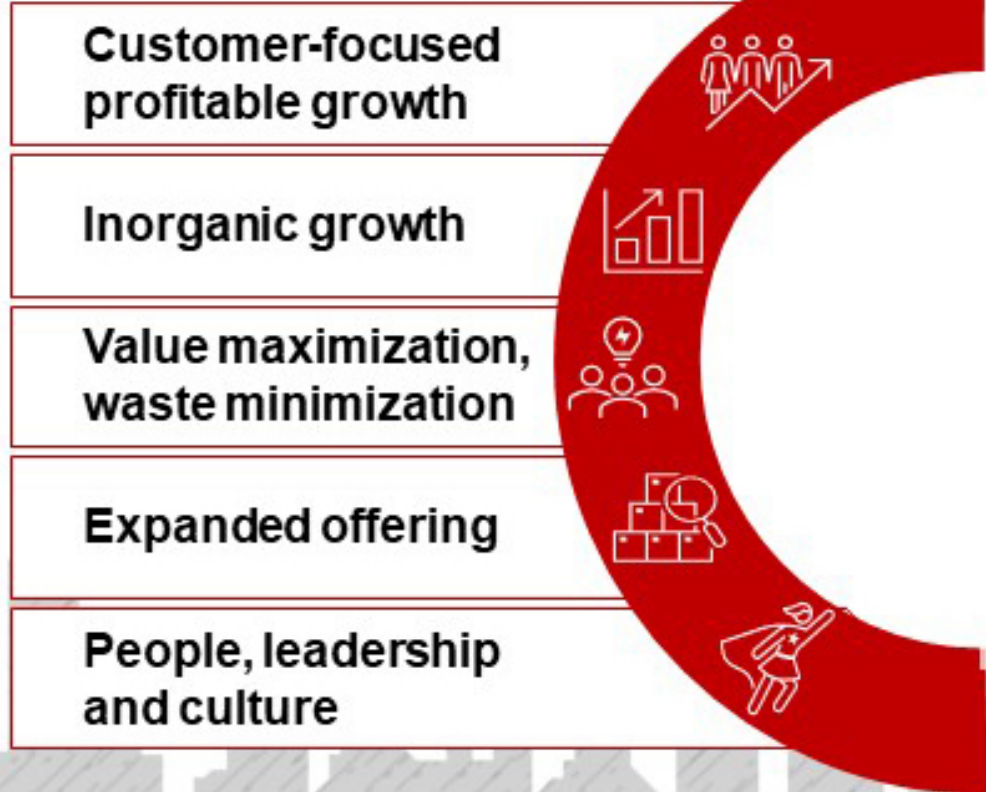 Customer-focused
profitable growth
Inorganic growth
Value maximization,
waste minimization
Expanded offering
People, leadership
and culture